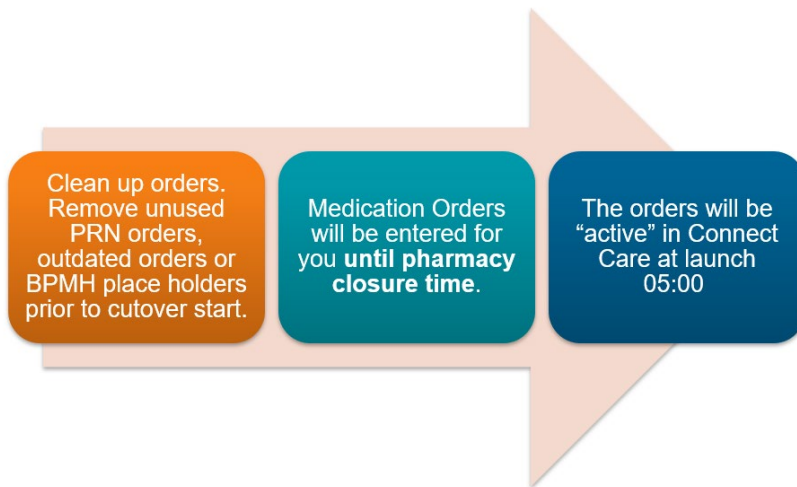 Clean up orders.
Remove unused
PRN orders,
outdated orders or
BPMH place holders
prior to cutover start.
Medication Orders
will be entered for
you until pharmacy
closure time.
The orders will be
“active” in Connect
Care at launch
05:00